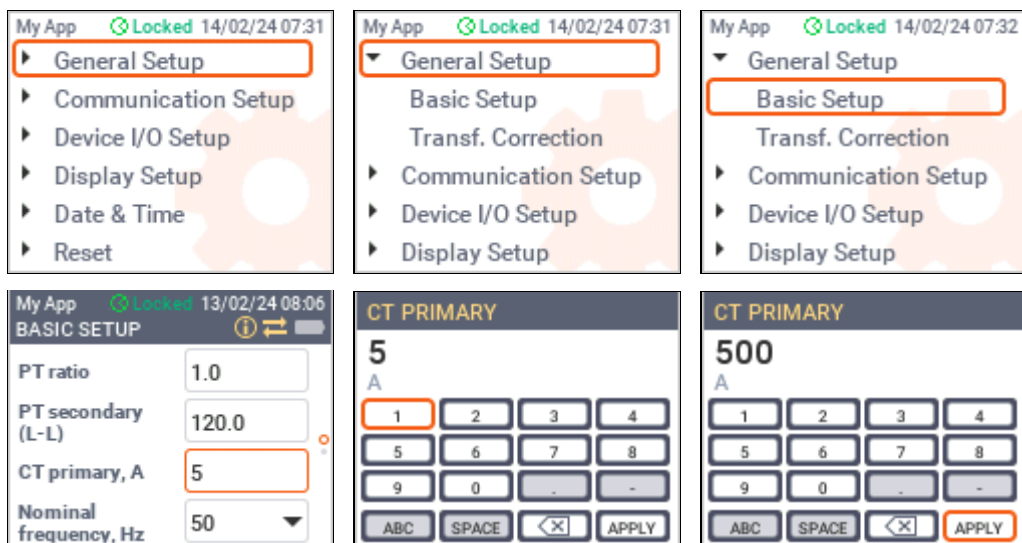 My App Locked 14/02/24 07:31
General Setup
Communication Setup
Device I/O Setup
Display Setup
Date & Time
Reset
My App Locked 14/02/24 07:31
General Setup
Basic Setup
Transf. Correction
Communication Setup
Device I/O Setup
Display Setup
My App Locked 14/02/24 07:32
General Setup
Basic Setup
Transf. Correction
Communication Setup
Device I/O Setup
Display Setup
My App Locked 13/02/24 08:06
BASIC SETUP
PT ratio 1.0
PT secondary
(L-L) 120.0
CT primary, A 5
Nominal
frequency, Hz 50
CT PRIMARY
5
A
1 2 3 4
5 6 7 8
9 0 . -
ABC SPACE APPLY
CT PRIMARY
500
A
1 2 3 4
5 6 7 8
9 0 . -
ABC SPACE APPLY